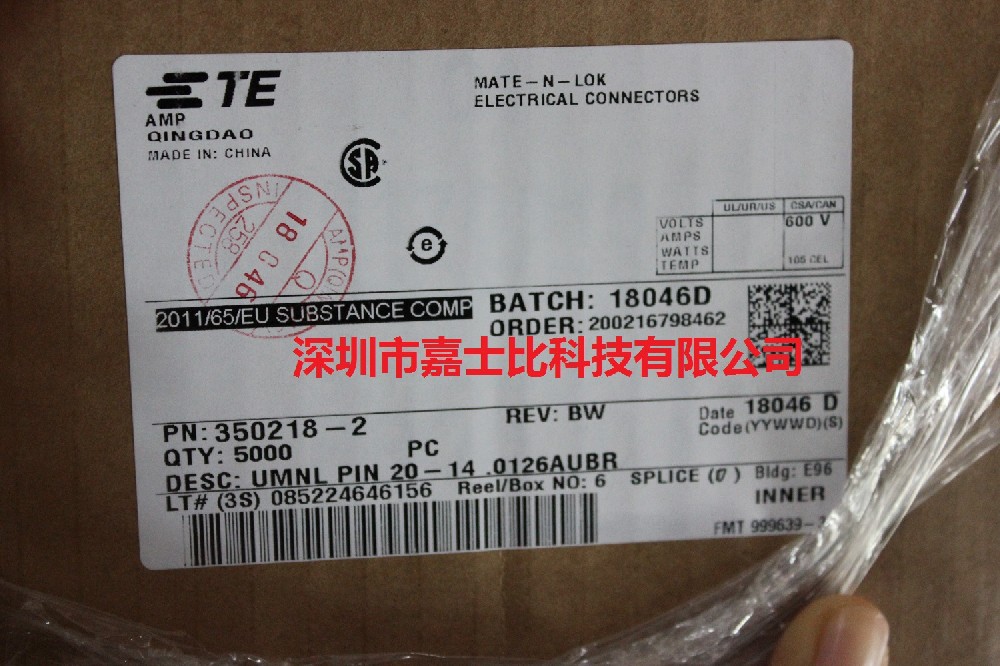 TE
AMP
QINGDAO
MADE IN: CHINA
MATE-N-LOK
ELECTRICAL CONNECTORS
SA
e
INSPECTED
258
18 0 46
Q
UL/UR/US CSA/CAN
VOLTS 600 V
AMPS
WATTS
TEMP 105 CEL
2011/65/EU SUBSTANCE COMP
BATCH: 18046D
ORDER: 200216798462
深圳市嘉士比科技有限公司
PN: 350218-2
REV: BW
Date 18046 D
Code (YYWWD)(S)
QTY: 5000 PC
DESC: UMNL PIN 20-14 .0126AUBR
LT# (3S) 085224646156
Reel/Box NO: 6
SPLICE (0)
Bldg: E96
INNER
FMT 999639-